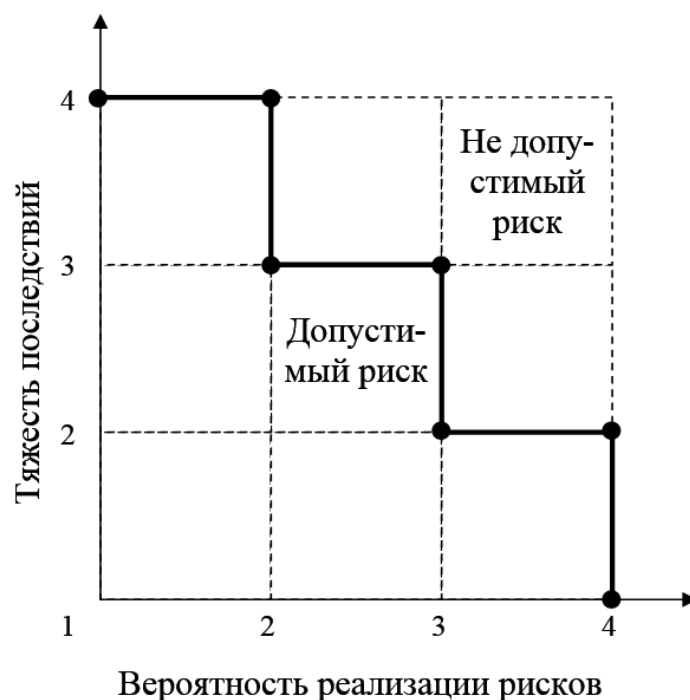 4
Не допу-
стимый
риск
Тяжесть последствий
3
Допусти-
мый риск
2
1 2 3 4
Вероятность реализации рисков